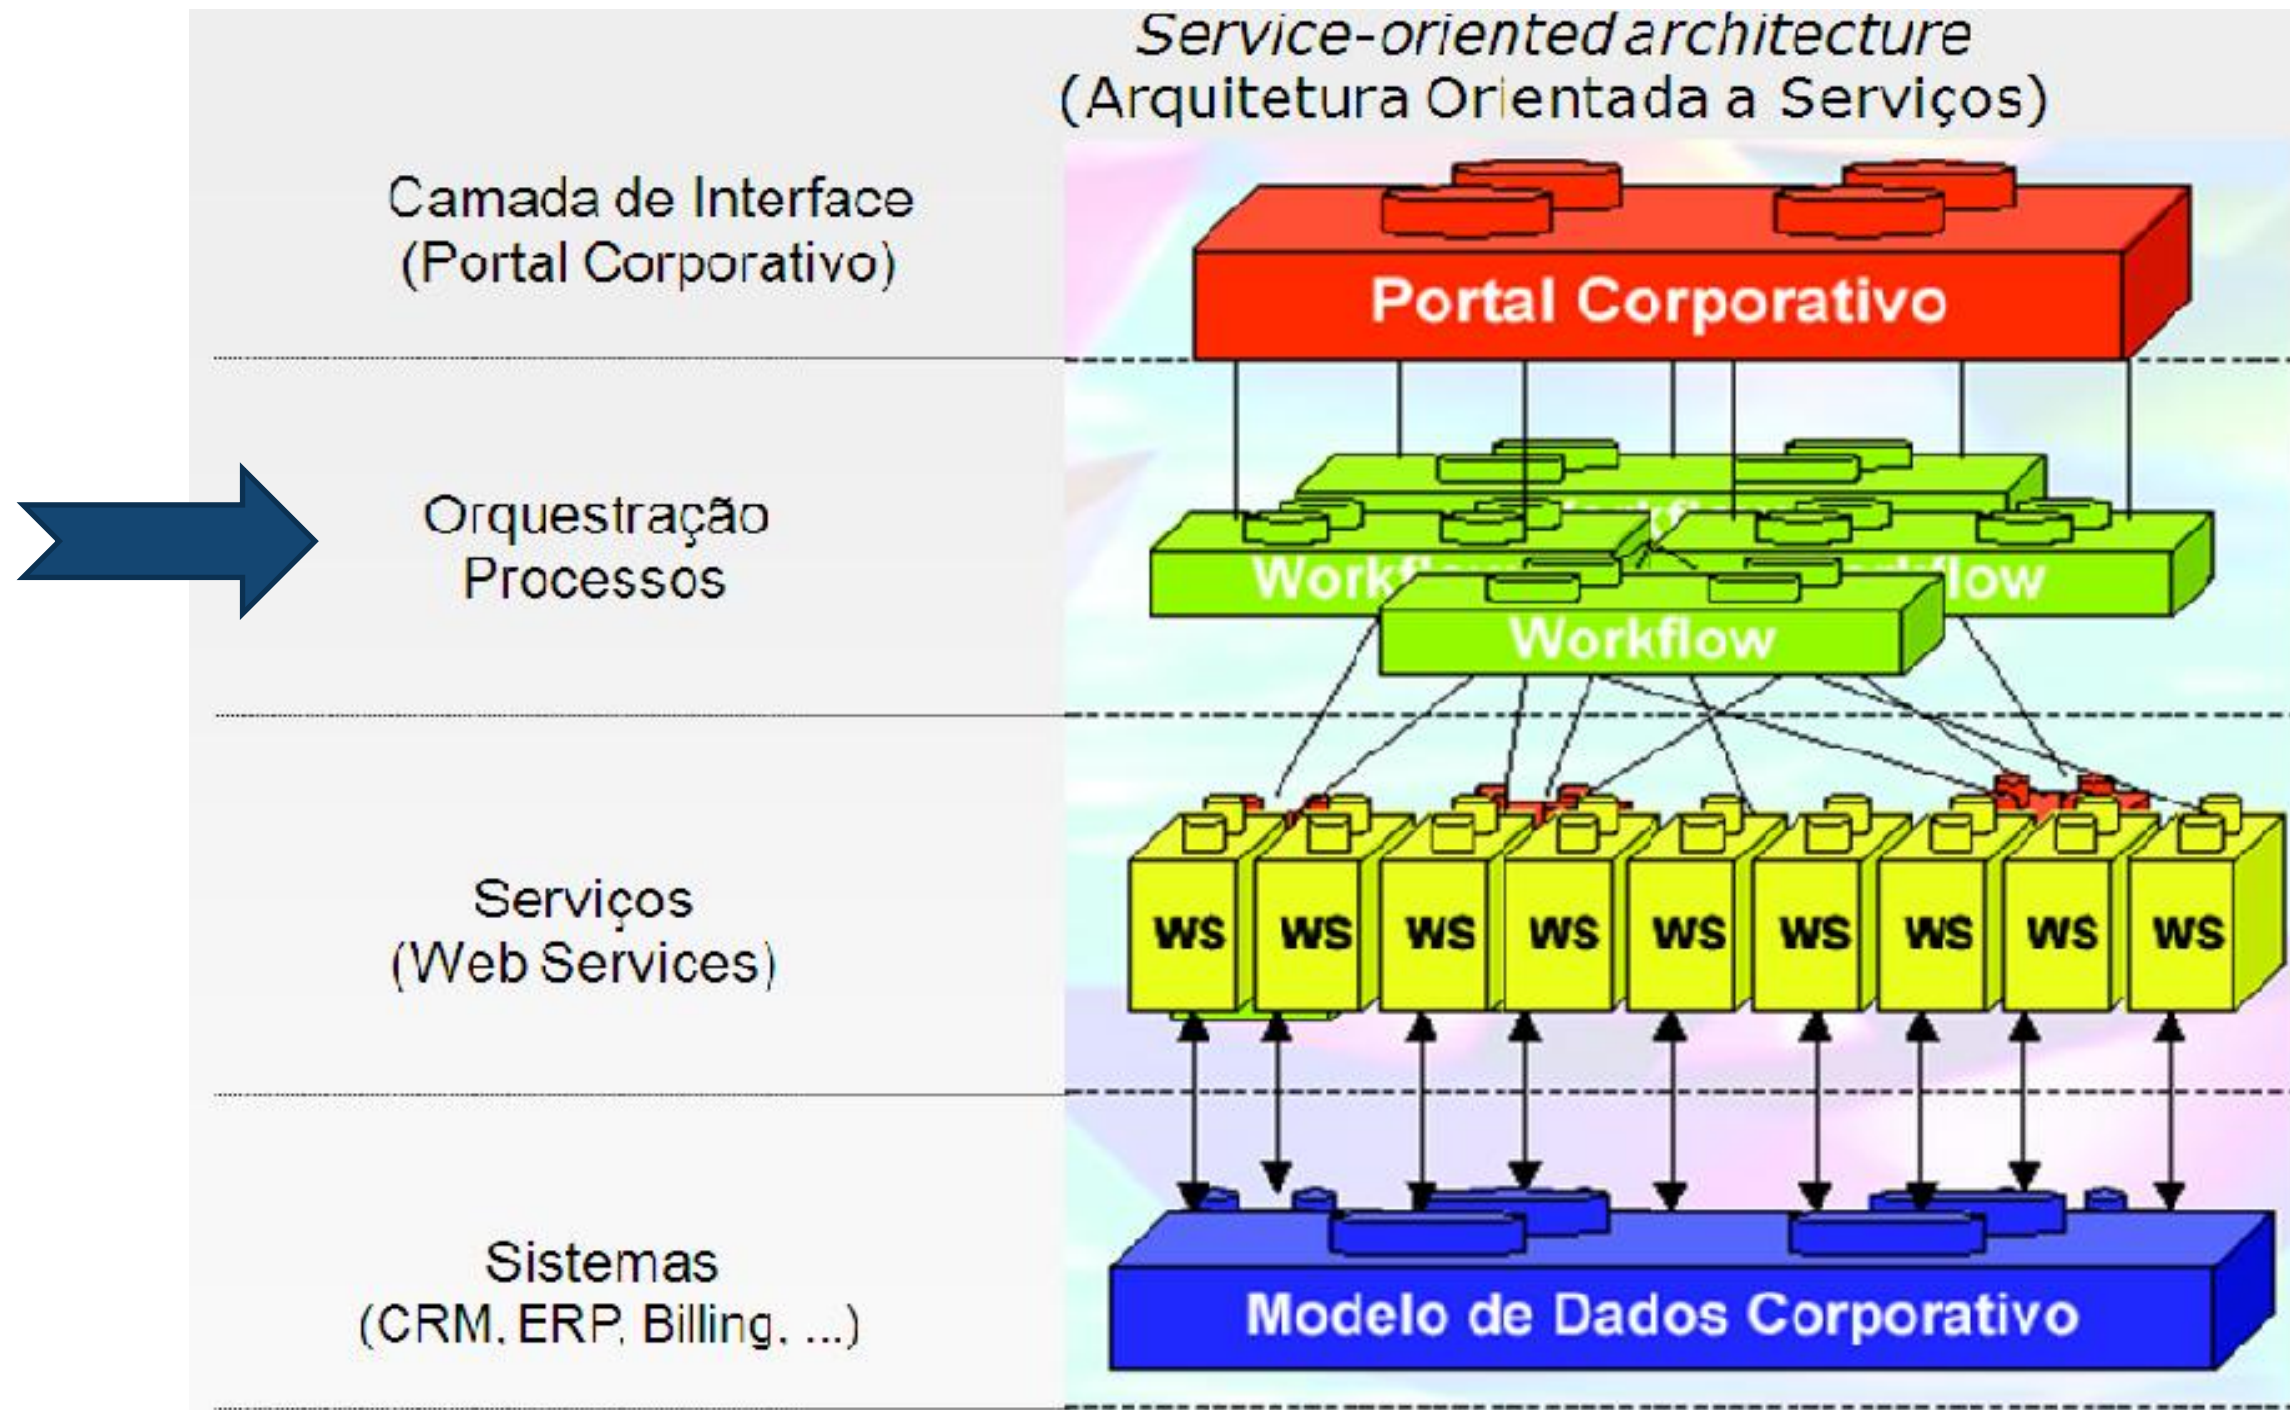 Service-oriented architecture
(Arquitetura Orientada a Serviços)
Camada de Interface
(Portal Corporativo)
Portal Corporativo
Orquestração
Processos
Workflow
Serviços
(Web Services)
ws ws ws ws ws ws ws ws ws
Sistemas
(CRM, ERP, Billing, ...)
Modelo de Dados Corporativo